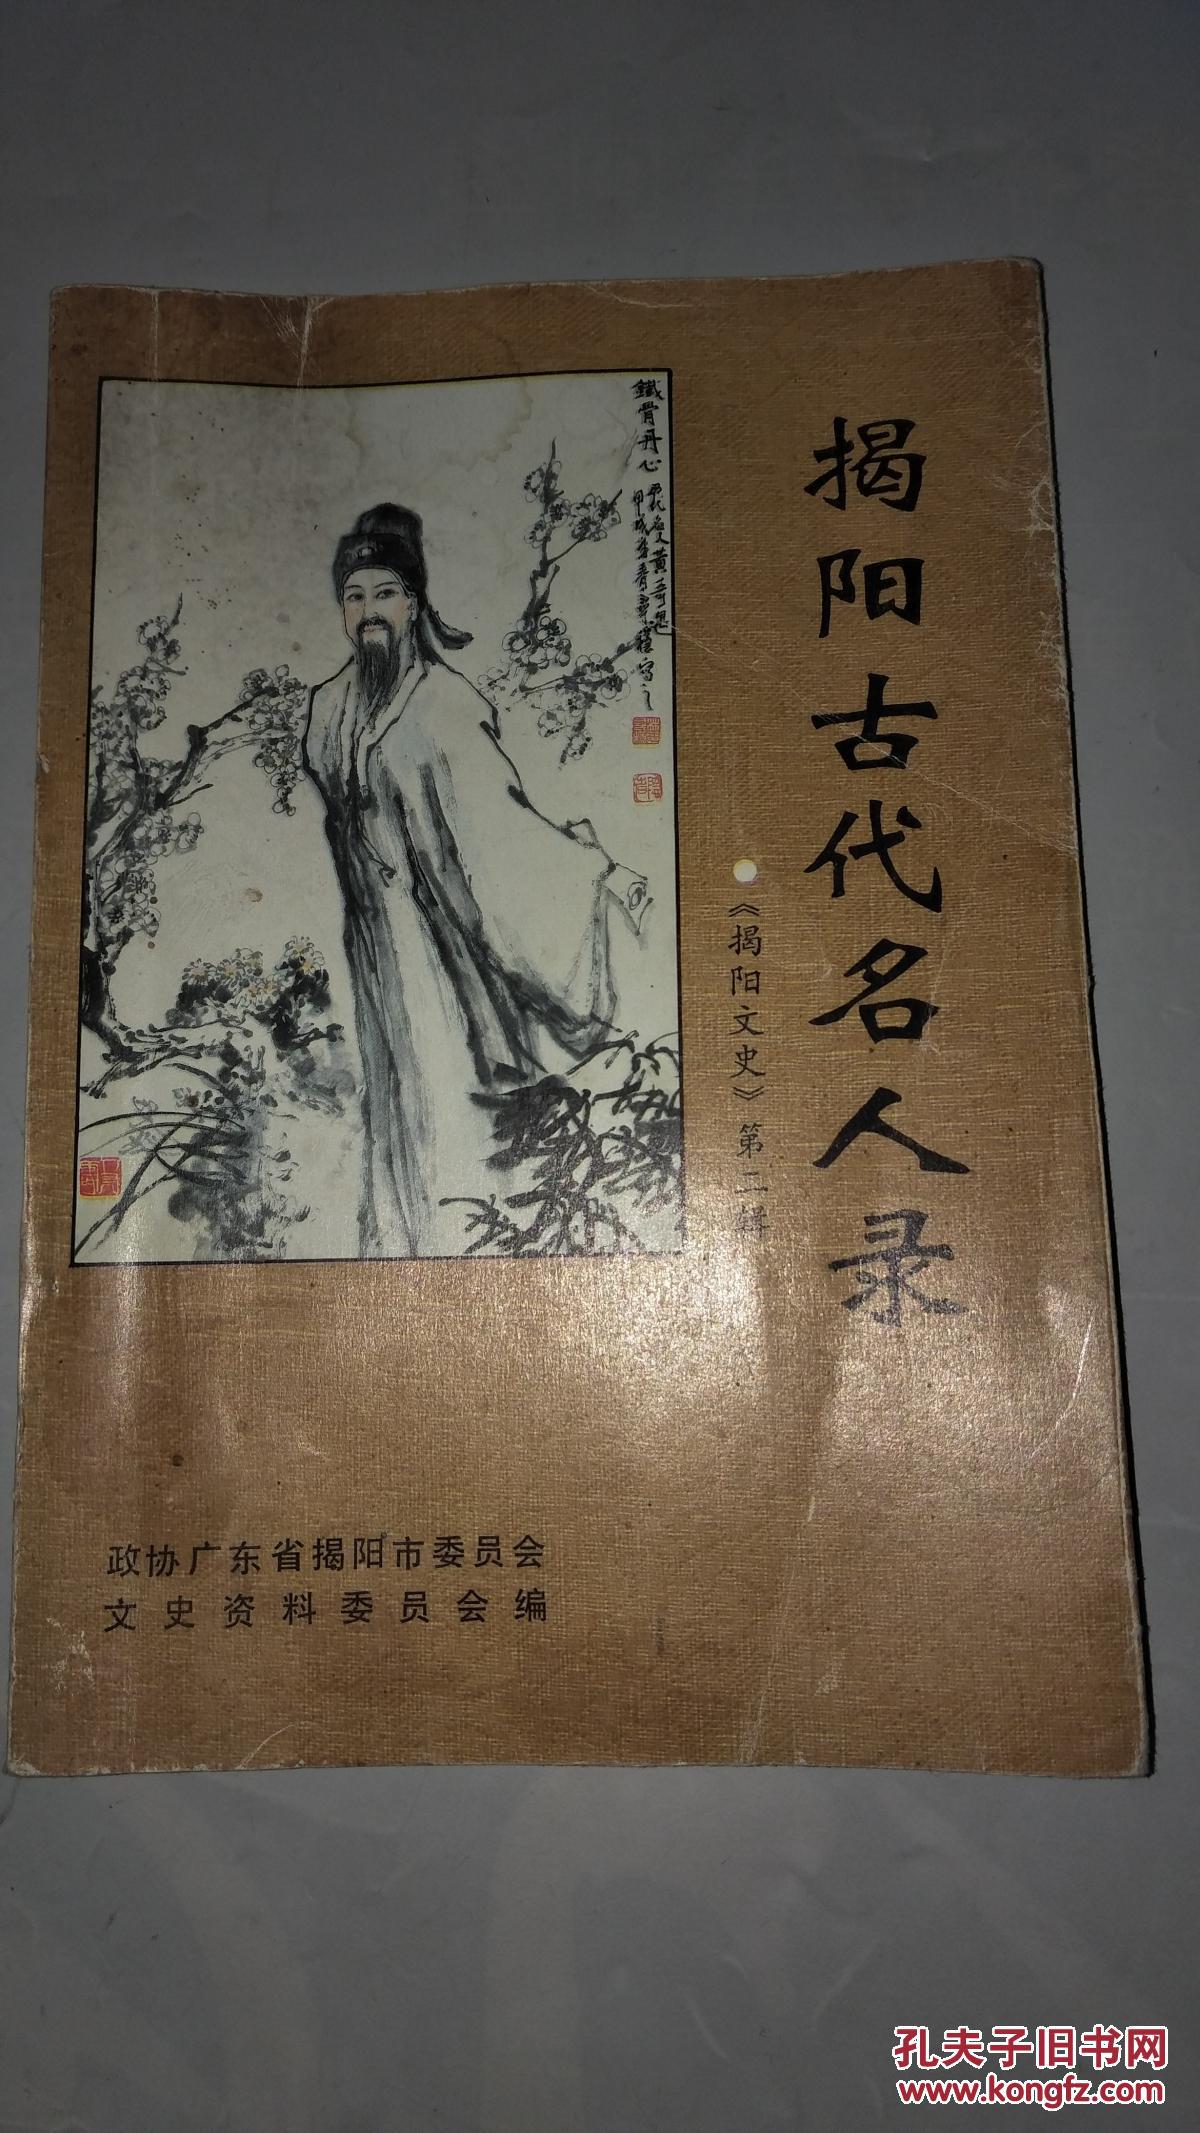 揭阳古代名人录
《揭阳文史》第二辑
鐵骨丹心
政协广东省揭阳市委员会
文史资料委员会编
孔夫子旧书网
www.kongfz.com